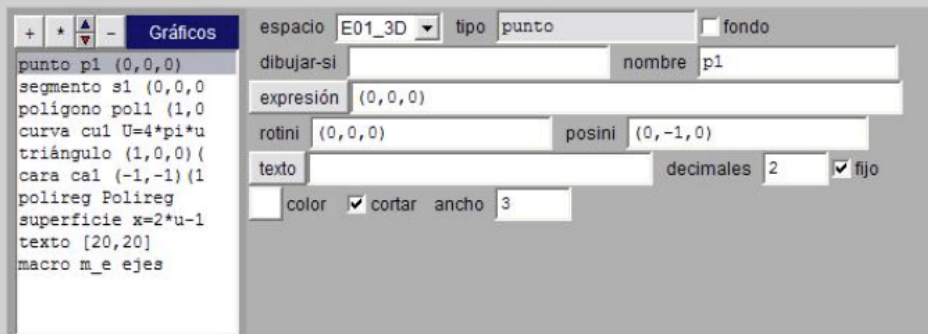 + * - Gráficos
punto p1 (0,0,0)
segmento s1 (0,0,0
polígono pol1 (1,0
curva cu1 U=4*pi*u
triángulo (1,0,0)(
cara ca1 (-1,-1)(1
polireg Polireg
superficie x=2*u-1
texto [20,20]
macro m_e ejes
espacio E01_3D tipo punto fondo
dibujar-si nombre p1
expresión (0,0,0)
rotini (0,0,0) posini (0,-1,0)
texto decimales 2 fijo
color cortar ancho 3